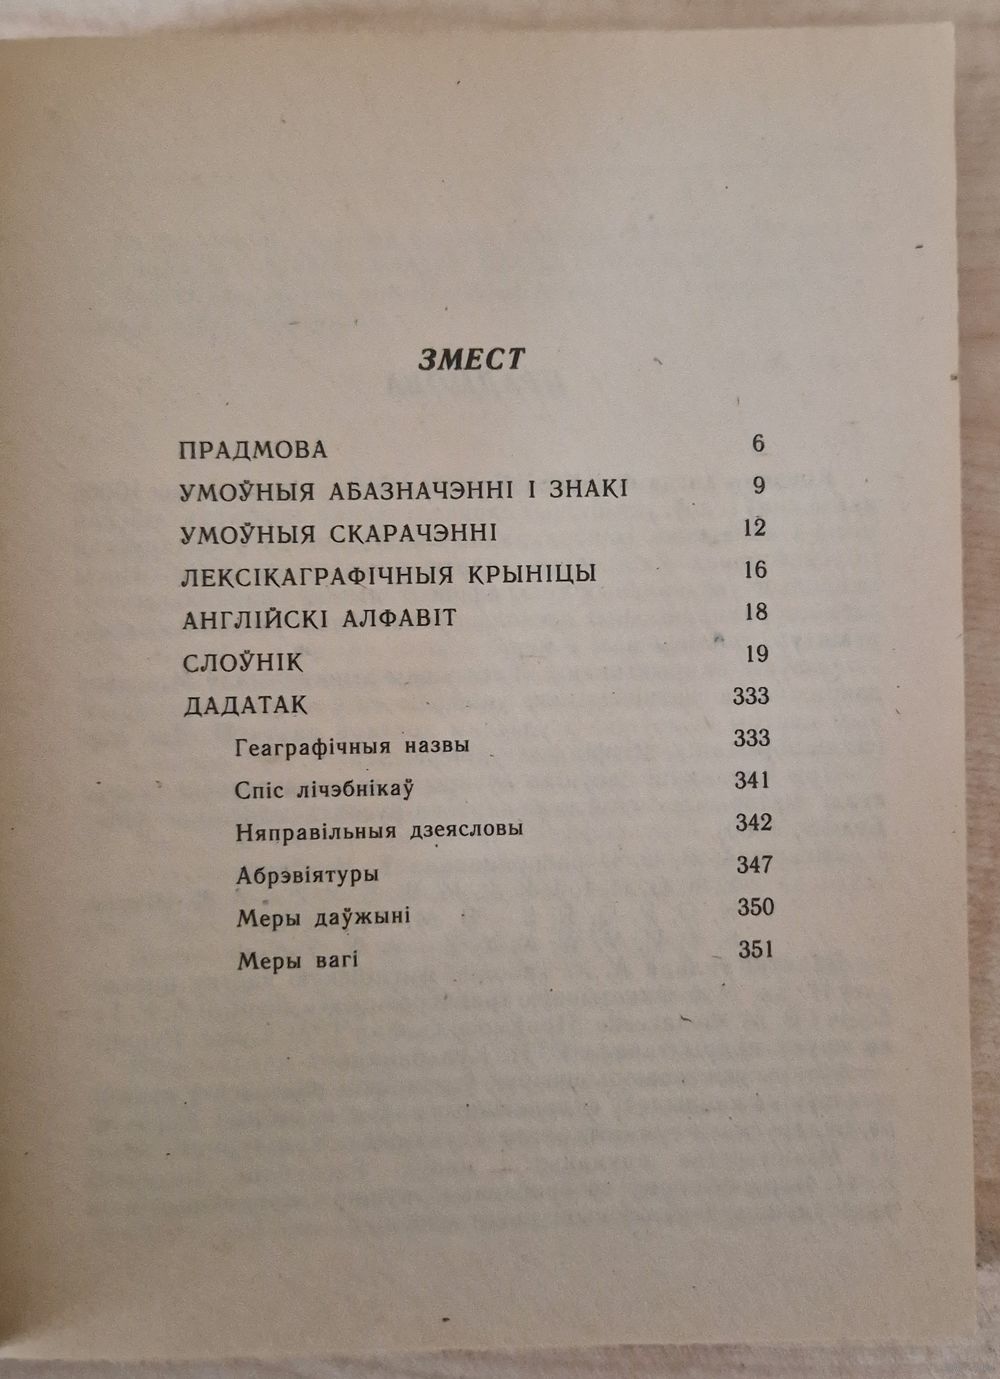 ЗМЕСТ
ПРАДМОВА 6
УМОЎНЫЯ АБАЗНАЧЭННІ І ЗНАКІ 9
УМОЎНЫЯ СКАРАЧЭННІ 12
ЛЕКСІКАГРАФІЧНЫЯ КРЫНІЦЫ 16
АНГЛІЙСКІ АЛФАВІТ 18
СЛОЎНІК 19
ДАДАТАК 333
Геаграфічныя назвы 333
Спіс лічэбнікаў 341
Няправільныя дзеясловы 342
Абрэвіятуры 347
Меры даўжыні 350
Меры вагі 351